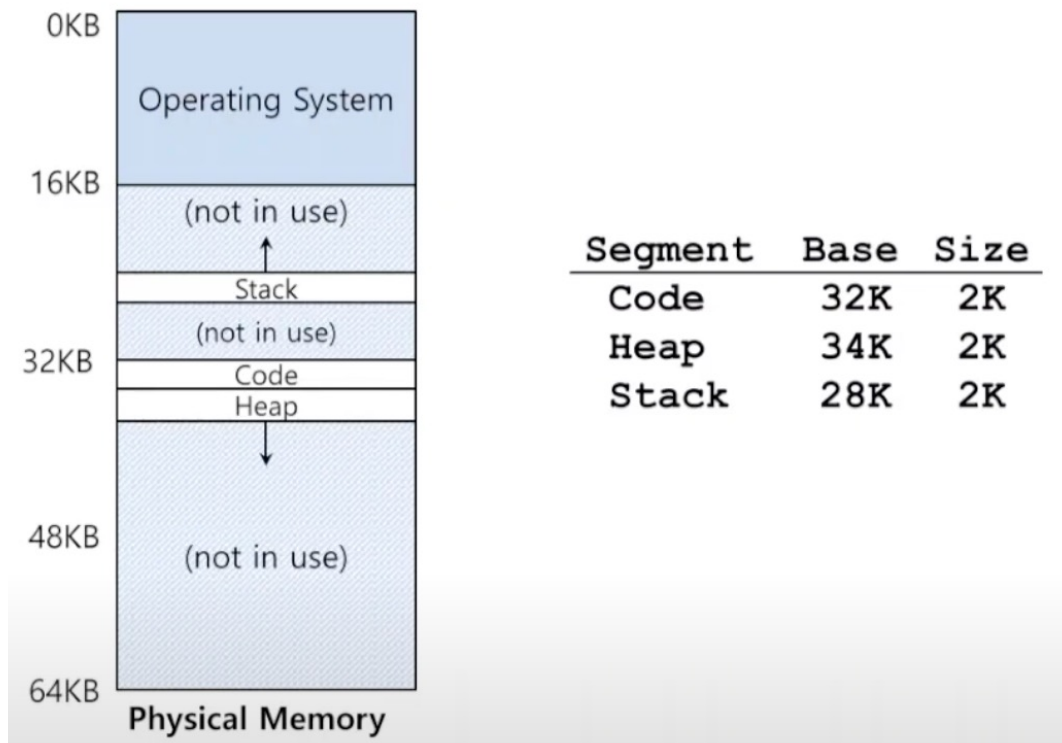 0KB
Operating System
16KB
(not in use)
Stack
(not in use)
32KB
Code
Heap
48KB
(not in use)
64KB
Physical Memory
Segment Base Size
Code 32K 2K
Heap 34K 2K
Stack 28K 2K